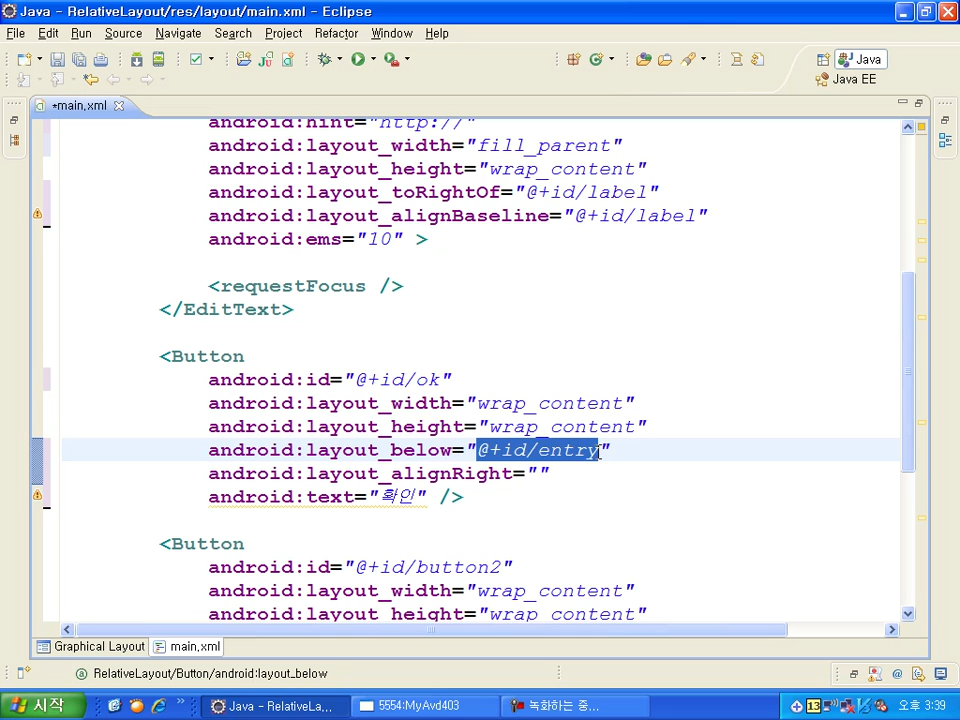 Java - RelativeLayout/res/layout/main.xml - Eclipse
File Edit Run Source Navigate Search Project Refactor Window Help
Java
Java EE
*main.xml
android:hint="http://"
android:layout_width="fill_parent"
android:layout_height="wrap_content"
android:layout_toRightOf="@+id/label"
android:layout_alignBaseline="@+id/label"
android:ems="10" >
<requestFocus />
</EditText>
<Button
android:id="@+id/ok"
android:layout_width="wrap_content"
android:layout_height="wrap_content"
android:layout_below="@+id/entry"
android:layout_alignRight=""
android:text="확인" />
<Button
android:id="@+id/button2"
android:layout_width="wrap_content"
android:layout_height="wrap_content"
Graphical Layout main.xml
RelativeLayout/Button/android:layout_below
시작 Java - RelativeLa... 5554:MyAvd403 녹화하는 중... 13 오후 3:39